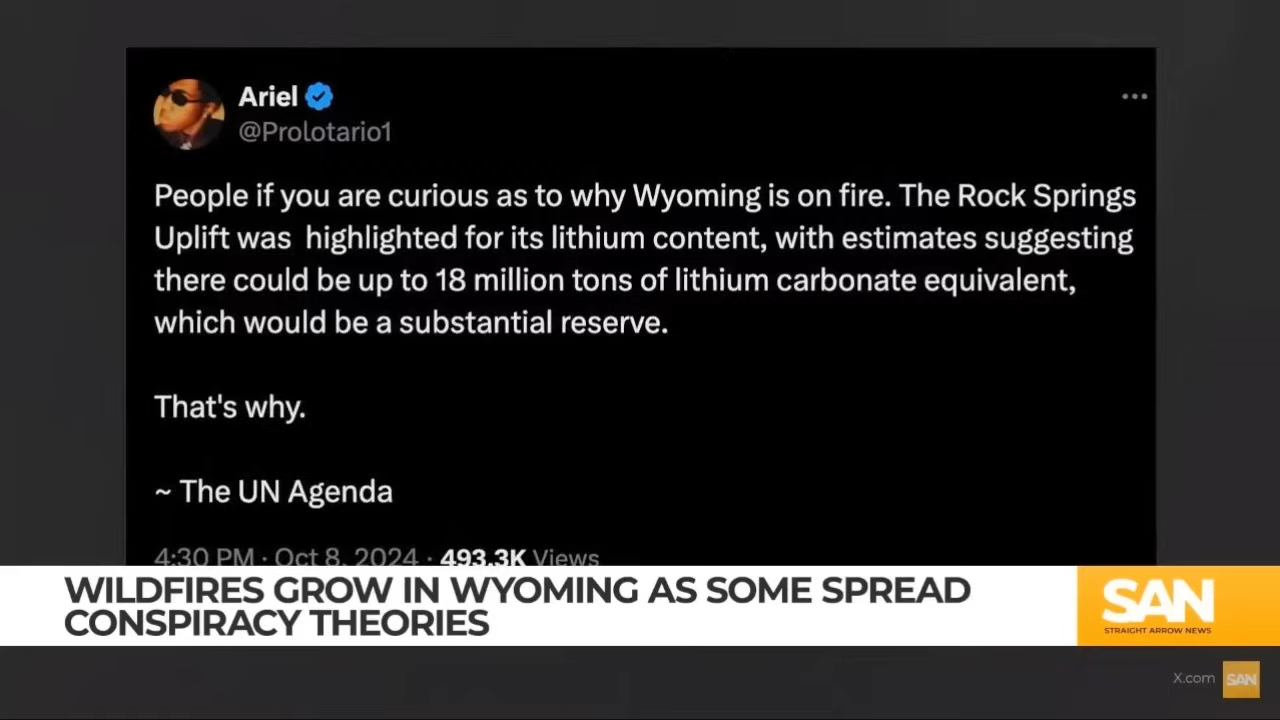 Ariel
@Prolotario1
People if you are curious as to why Wyoming is on fire. The Rock Springs
Uplift was  highlighted for its lithium content, with estimates suggesting
there could be up to 18 million tons of lithium carbonate equivalent,
which would be a substantial reserve.
That's why.
~ The UN Agenda
4:30 PM · Oct 8, 2024 · 493.3K Views
WILDFIRES GROW IN WYOMING AS SOME SPREAD
CONSPIRACY THEORIES
SAN
STRAIGHT ARROW NEWS
X.com
SAN